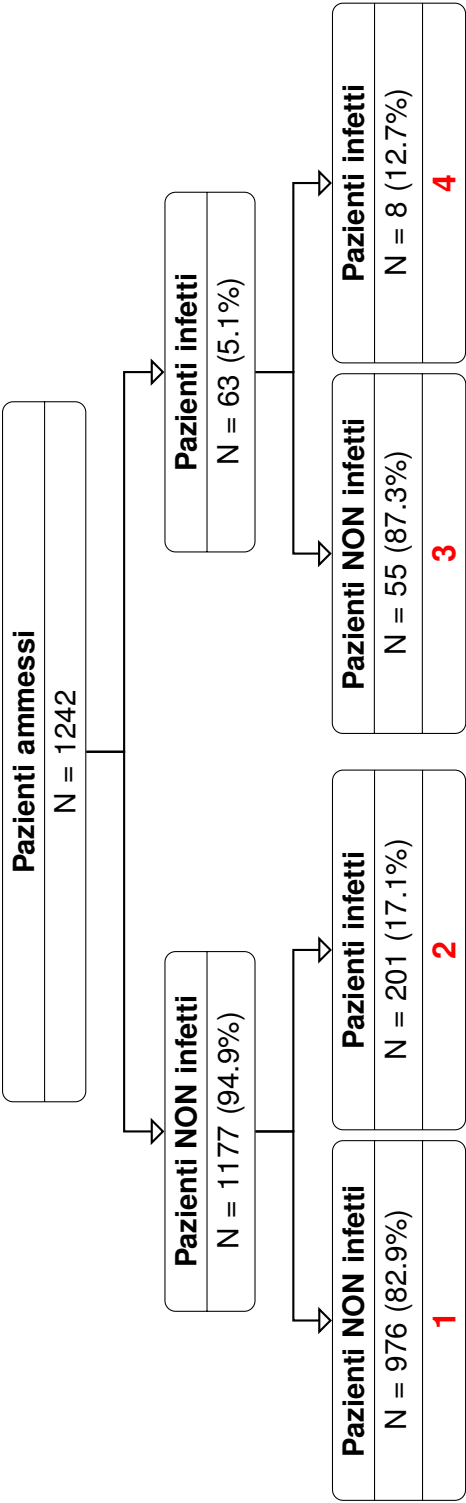 Pazienti ammessi
N = 1242
Pazienti NON infetti
N = 1177 (94.9%)
Pazienti infetti
N = 63 (5.1%)
Pazienti NON infetti
N = 976 (82.9%)
1
Pazienti infetti
N = 201 (17.1%)
2
Pazienti NON infetti
N = 55 (87.3%)
3
Pazienti infetti
N = 8 (12.7%)
4